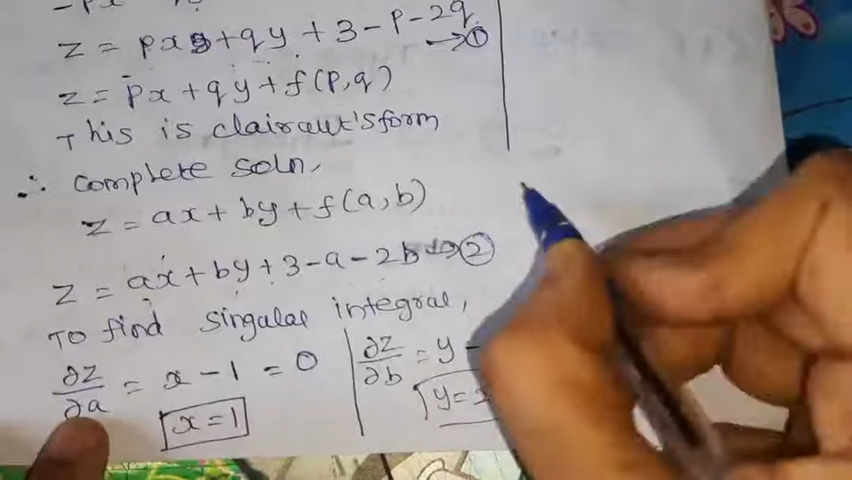 - px
z = px + qy + 3 - p - 2q → ①
z = px + qy + f(p,q)
This is clairaut's form
∴ complete soln,
z = ax + by + f(a,b)
z = ax + by + 3 - a - 2b → ②
To find singular integral,
∂z/∂a = x - 1 = 0
x = 1
∂z/∂b = y -
y =